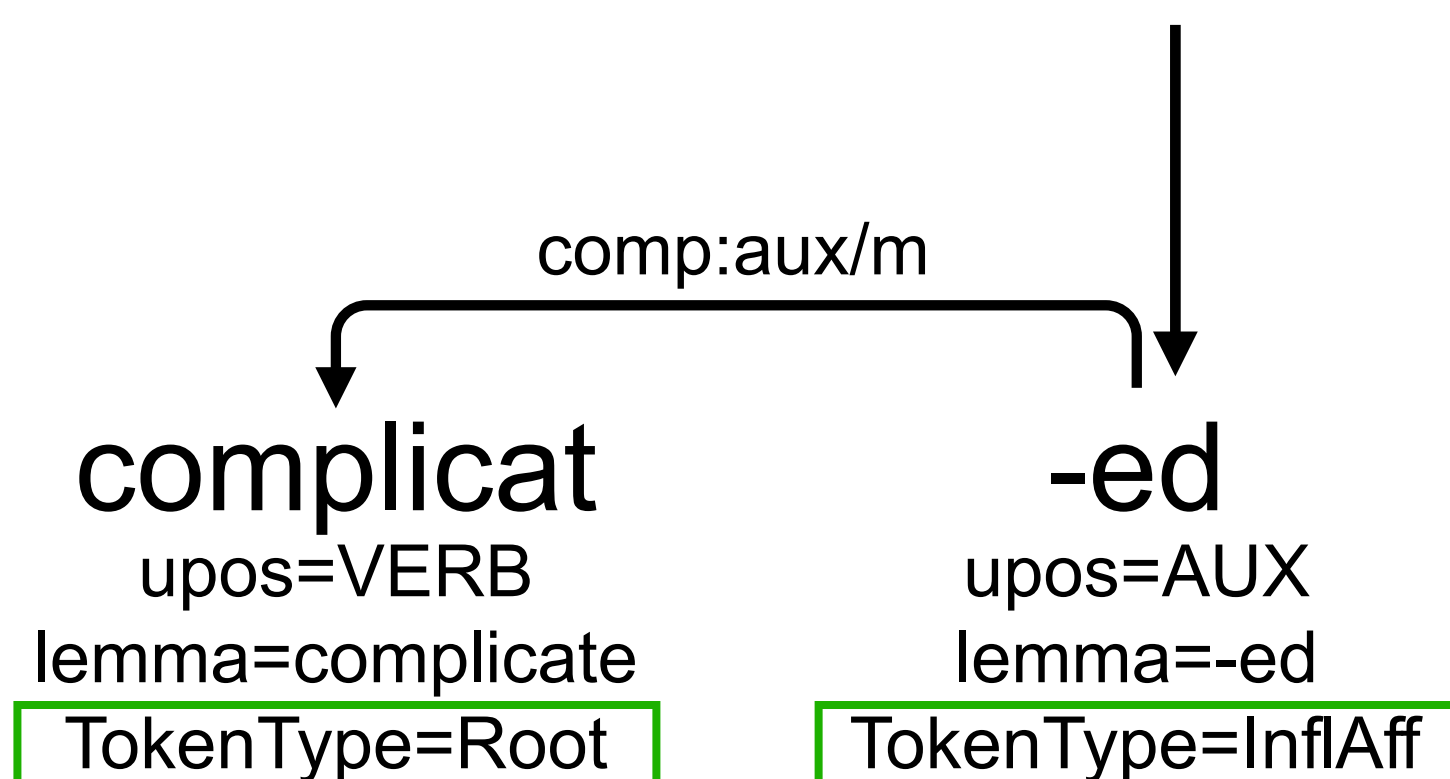 comp:aux/m
complicat -ed
upos=VERB upos=AUX
lemma=complicate lemma=-ed
TokenType=Root TokenType=InflAff